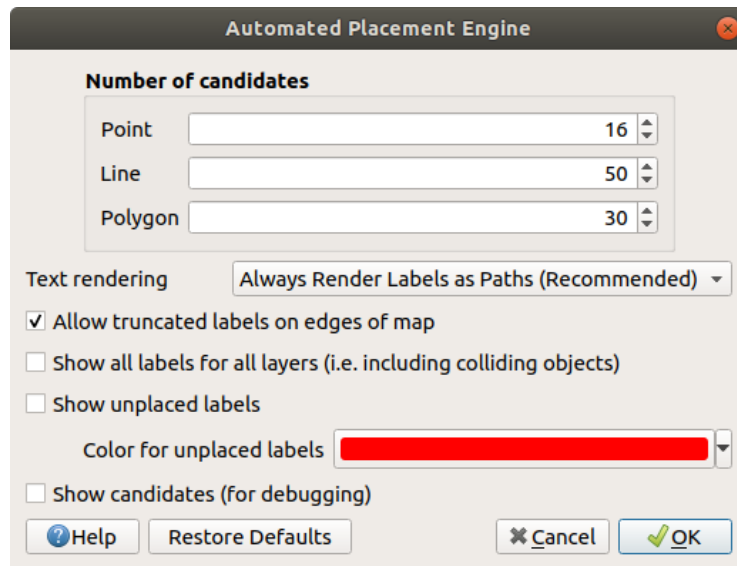 Automated Placement Engine
Number of candidates
Point 16
Line 50
Polygon 30
Text rendering Always Render Labels as Paths (Recommended)
Allow truncated labels on edges of map
Show all labels for all layers (i.e. including colliding objects)
Show unplaced labels
Color for unplaced labels
Show candidates (for debugging)
Help Restore Defaults Cancel OK